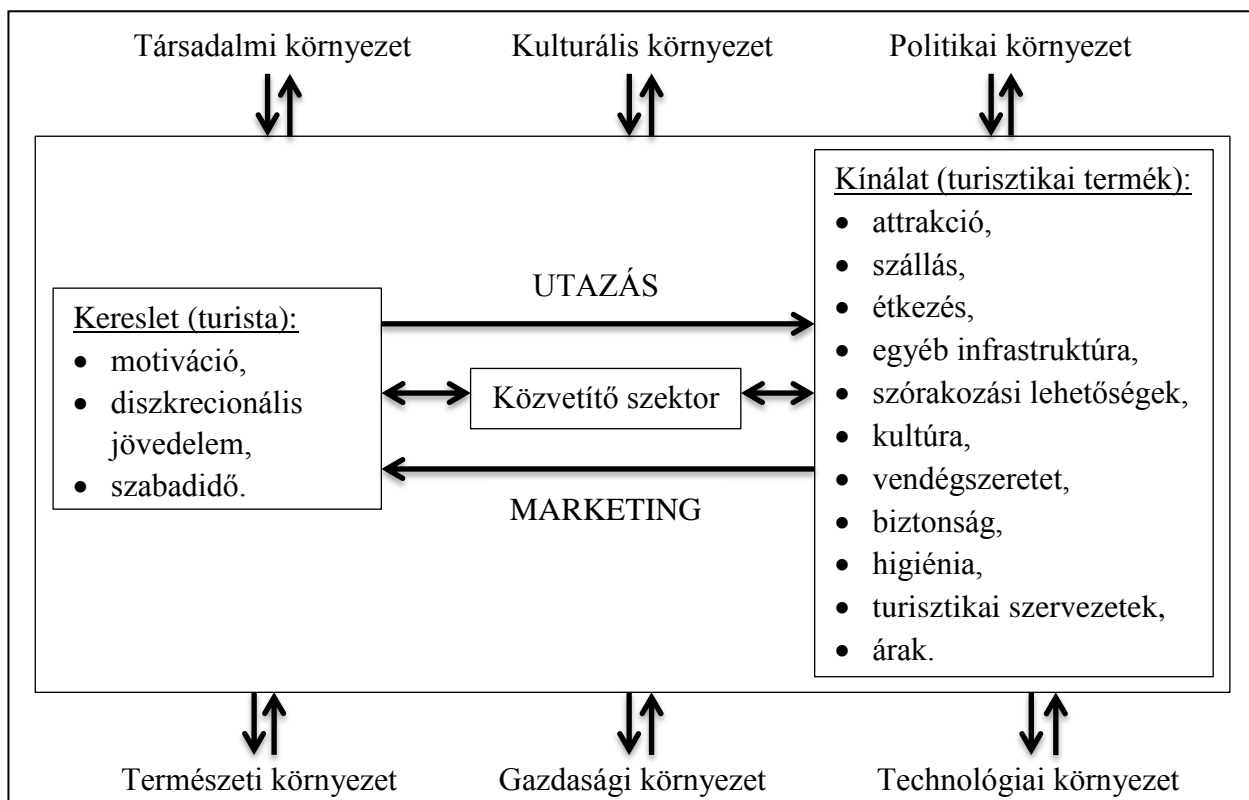 Társadalmi környezet
Kulturális környezet
Politikai környezet
Kereslet (turista):
• motiváció,
• diszkrecionális
jövedelem,
• szabadidő.
UTAZÁS
Közvetítő szektor
MARKETING
Kínálat (turisztikai termék):
• attrakció,
• szállás,
• étkezés,
• egyéb infrastruktúra,
• szórakozási lehetőségek,
• kultúra,
• vendégszeretet,
• biztonság,
• higiénia,
• turisztikai szervezetek,
• árak.
Természeti környezet
Gazdasági környezet
Technológiai környezet